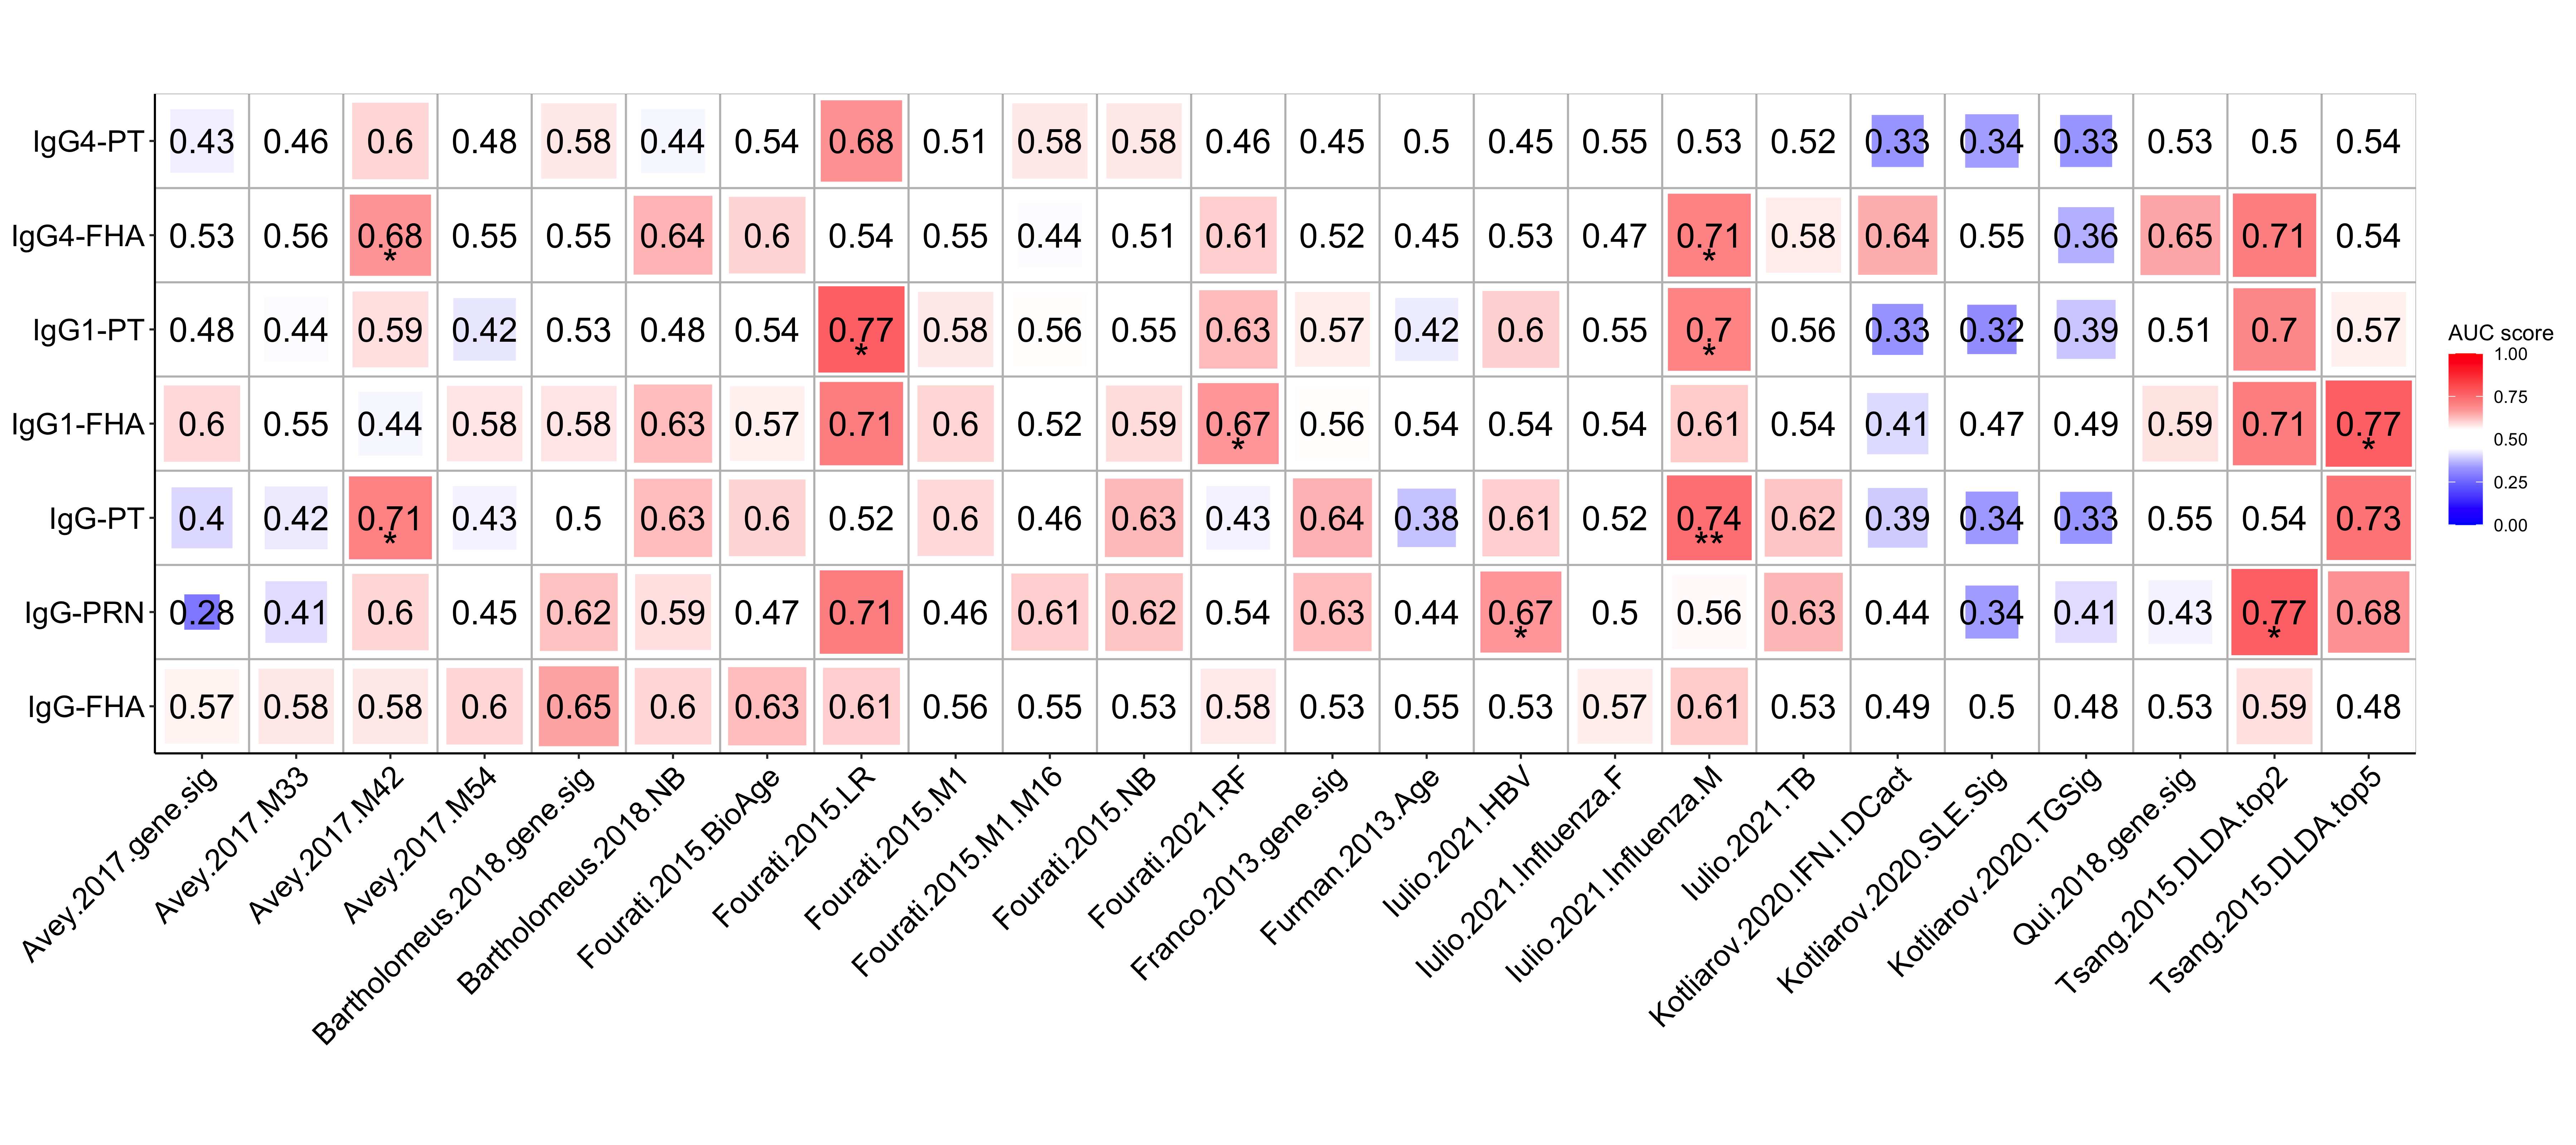 IgG4-PT 0.43 0.46 0.6 0.48 0.58 0.44 0.54 0.68 0.51 0.58 0.58 0.46 0.45 0.5 0.45 0.55 0.53 0.52 0.33 0.34 0.33 0.53 0.5 0.54
IgG4-FHA 0.53 0.56 0.68 0.55 0.55 0.64 0.6 0.54 0.55 0.44 0.51 0.61 0.52 0.45 0.53 0.47 0.71 0.58 0.64 0.55 0.36 0.65 0.71 0.54
* *
IgG1-PT 0.48 0.44 0.59 0.42 0.53 0.48 0.54 0.77 0.58 0.56 0.55 0.63 0.57 0.42 0.6 0.55 0.7 0.56 0.33 0.32 0.39 0.51 0.7 0.57
* *
IgG1-FHA 0.6 0.55 0.44 0.58 0.58 0.63 0.57 0.71 0.6 0.52 0.59 0.67 0.56 0.54 0.54 0.54 0.61 0.54 0.41 0.47 0.49 0.59 0.71 0.77
* *
IgG-PT 0.4 0.42 0.71 0.43 0.5 0.63 0.6 0.52 0.6 0.46 0.63 0.43 0.64 0.38 0.61 0.52 0.74 0.62 0.39 0.34 0.33 0.55 0.54 0.73
* **
IgG-PRN 0.28 0.41 0.6 0.45 0.62 0.59 0.47 0.71 0.46 0.61 0.62 0.54 0.63 0.44 0.67 0.5 0.56 0.63 0.44 0.34 0.41 0.43 0.77 0.68
* *
IgG-FHA 0.57 0.58 0.58 0.6 0.65 0.6 0.63 0.61 0.56 0.55 0.53 0.58 0.53 0.55 0.53 0.57 0.61 0.53 0.49 0.5 0.48 0.53 0.59 0.48
Avey.2017.gene.sig
Avey.2017.M33
Avey.2017.M42
Avey.2017.M54
Bartholomeus.2018.gene.sig
Bartholomeus.2018.NB
Fourati.2015.BioAge
Fourati.2015.LR
Fourati.2015.M1
Fourati.2015.M1.M16
Fourati.2015.NB
Fourati.2021.RF
Franco.2013.gene.sig
Furman.2013.Age
Iulio.2021.HBV
Iulio.2021.Influenza.F
Iulio.2021.Influenza.M
Iulio.2021.TB
Kotliarov.2020.IFN.I.DCact
Kotliarov.2020.SLE.Sig
Kotliarov.2020.TGSig
Qui.2018.gene.sig
Tsang.2015.DLDA.top2
Tsang.2015.DLDA.top5
AUC score
1.00
0.75
0.50
0.25
0.00